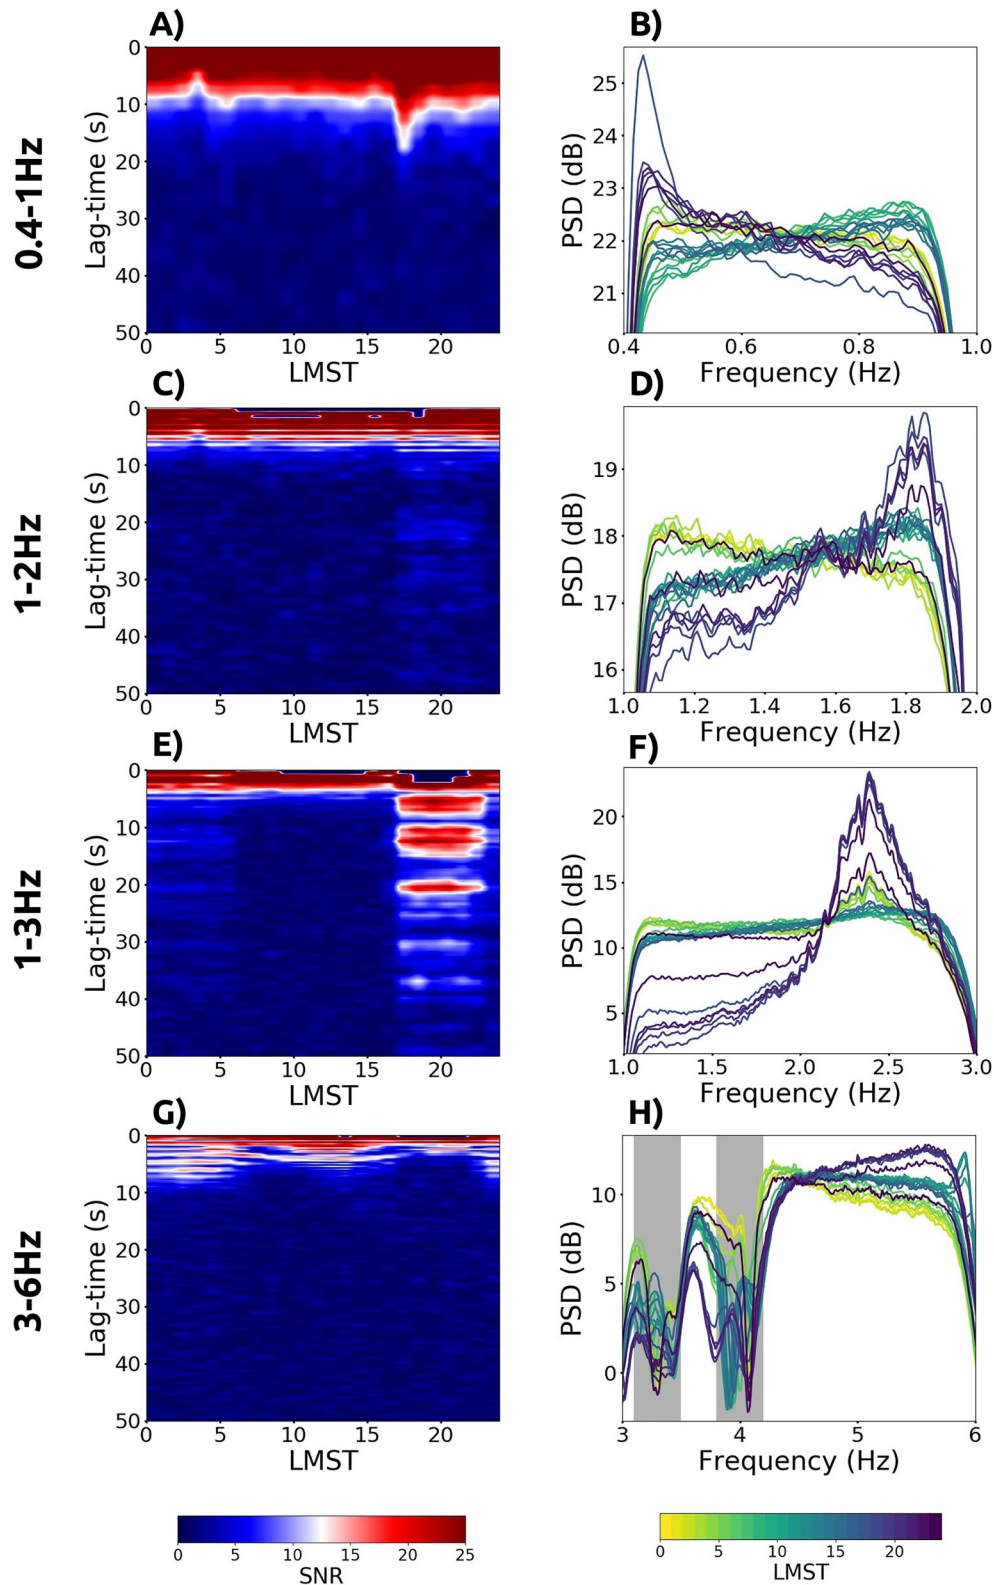 A)
B)
0.4-1Hz
Lag-time (s)
0
10
20
30
40
50
0 5 10 15 20
LMST
PSD (dB)
25
24
23
22
21
0.4 0.6 0.8 1.0
Frequency (Hz)
C)
D)
1-2Hz
Lag-time (s)
0
10
20
30
40
50
0 5 10 15 20
LMST
PSD (dB)
19
18
17
16
1.0 1.2 1.4 1.6 1.8 2.0
Frequency (Hz)
E)
F)
1-3Hz
Lag-time (s)
0
10
20
30
40
50
0 5 10 15 20
LMST
PSD (dB)
20
15
10
5
1.0 1.5 2.0 2.5 3.0
Frequency (Hz)
G)
H)
3-6Hz
Lag-time (s)
0
10
20
30
40
50
0 5 10 15 20
LMST
PSD (dB)
10
5
0
3 4 5 6
Frequency (Hz)
0 5 10 15 20 25
SNR
0 5 10 15 20
LMST